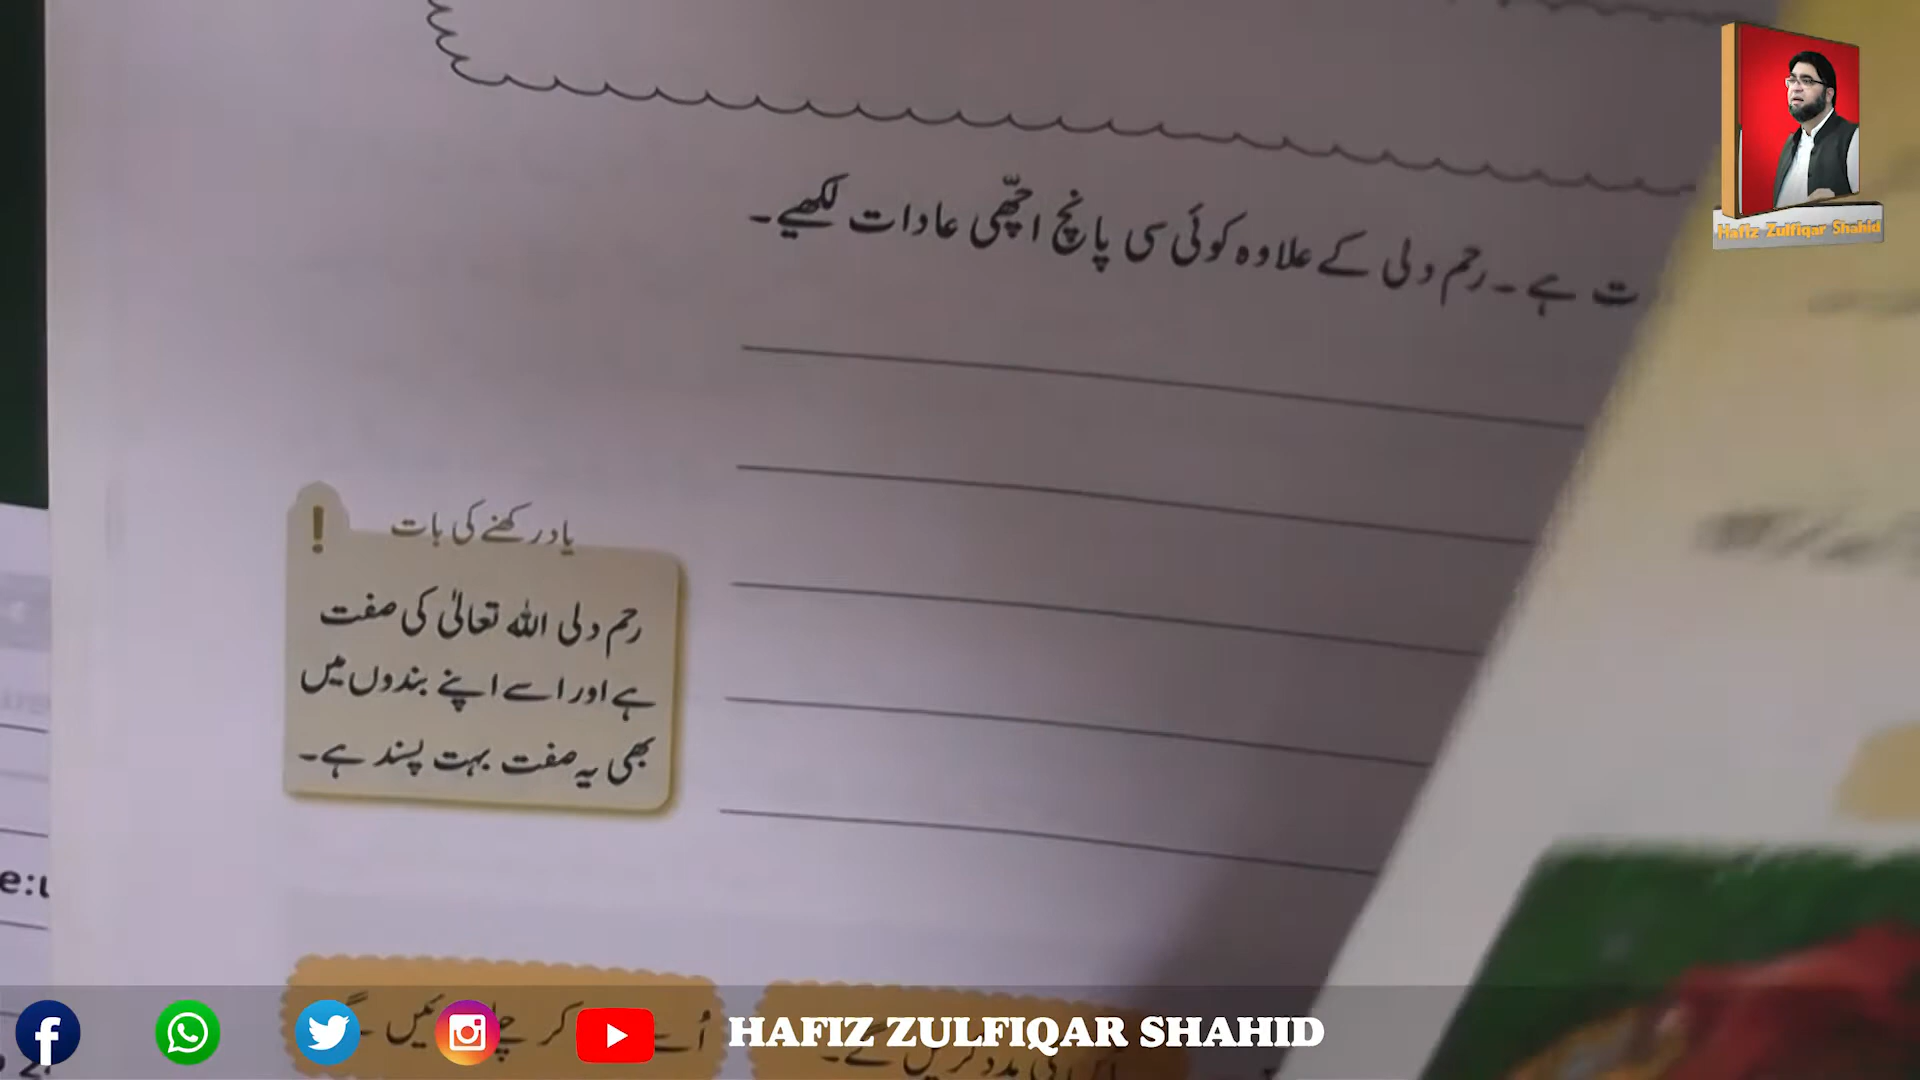 Hafiz Zulfiqar Shahid
ہے۔ رحم دلی کے علاوہ کوئی سی پانچ اچّھی عادات لکھیے۔
یاد رکھنے کی بات
!
رحم دلی اللہ تعالیٰ کی صفت
ہے اور اسے اپنے بندوں میں
بھی یہ صفت بہت پسند ہے۔
HAFIZ ZULFIQAR SHAHID